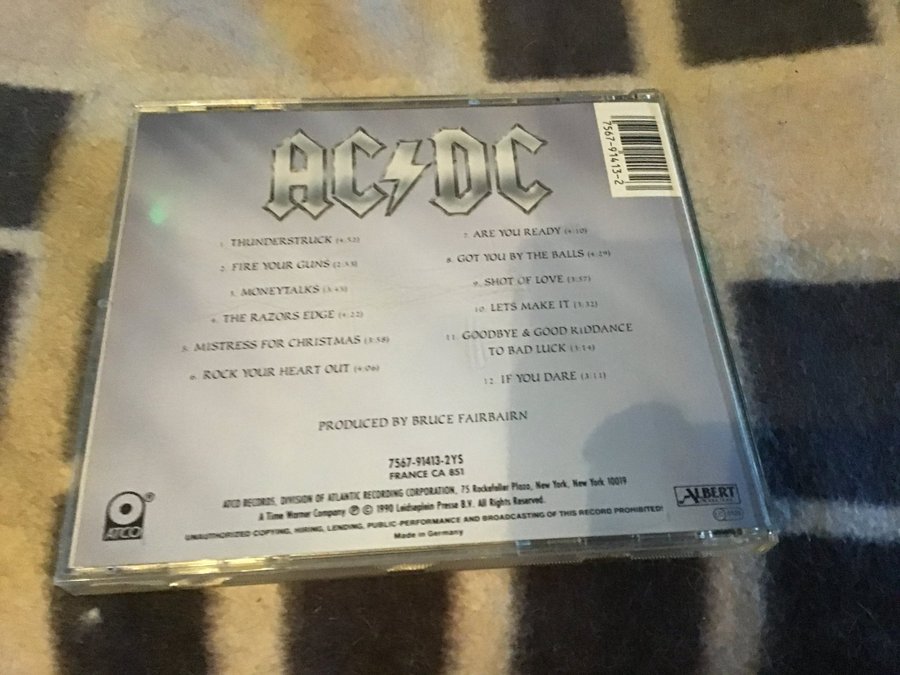 AC DC
7567-91413-2
1. THUNDERSTRUCK (4:52)
2. FIRE YOUR GUNS (2:53)
3. MONEYTALKS (3:45)
4. THE RAZORS EDGE (4:22)
5. MISTRESS FOR CHRISTMAS (3:58)
6. ROCK YOUR HEART OUT (4:06)
7. ARE YOU READY (4:10)
8. GOT YOU BY THE BALLS (4:29)
9. SHOT OF LOVE (3:57)
10. LETS MAKE IT (3:32)
11. GOODBYE & GOOD RIDDANCE
TO BAD LUCK (3:14)
12. IF YOU DARE (3:11)
PRODUCED BY BRUCE FAIRBAIRN
7567-91413-2YS
FRANCE CA 851
ATCO RECORDS, DIVISION OF ATLANTIC RECORDING CORPORATION, 75 Rockefeller Plaza, New York, New York 10019
A Time Warner Company ℗ © 1990 Leidseplein Presse B.V. All Rights Reserved.
UNAUTHORIZED COPYING, HIRING, LENDING, PUBLIC-PERFORMANCE AND BROADCASTING OF THIS RECORD PROHIBITED!
Made in Germany
ATCO ®
ALBERT